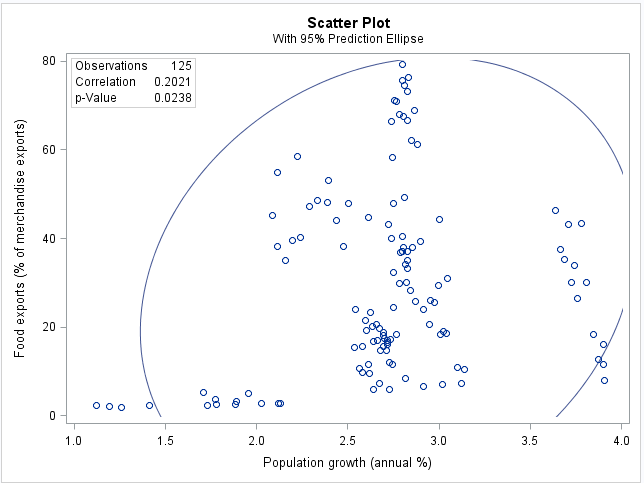 Scatter Plot
With 95% Prediction Ellipse
Observations 125
Correlation 0.2021
p-Value 0.0238
80
60
40
20
0
Food exports (% of merchandise exports)
1.0 1.5 2.0 2.5 3.0 3.5 4.0
Population growth (annual %)